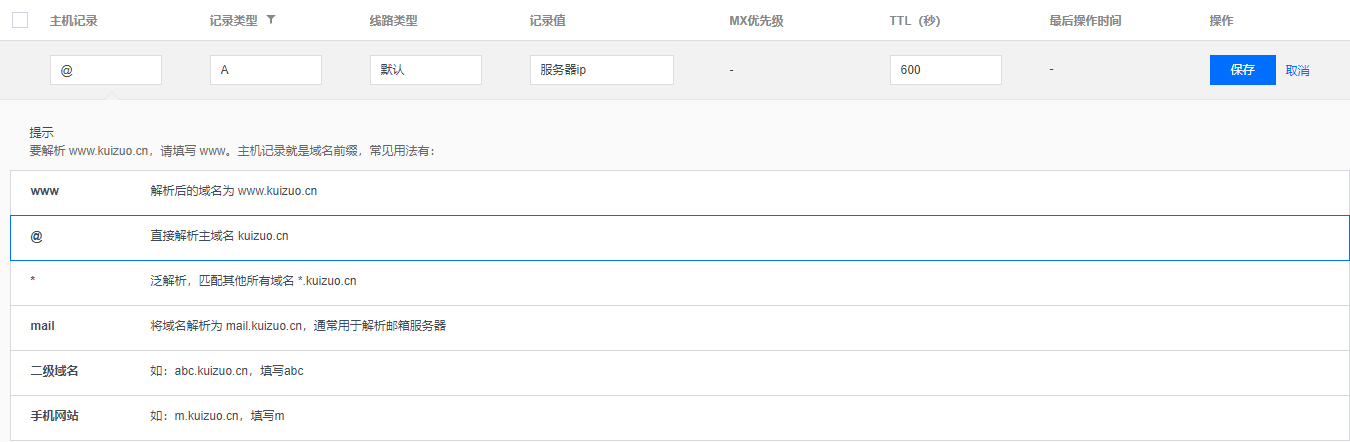 主机记录 记录类型 线路类型 记录值 MX优先级 TTL（秒） 最后操作时间 操作
@ A 默认 服务器ip - 600 - 保存 取消
提示
要解析 www.kuizuo.cn，请填写 www。主机记录就是域名前缀，常见用法有：
www 解析后的域名为 www.kuizuo.cn
@ 直接解析主域名 kuizuo.cn
* 泛解析，匹配其他所有域名 *.kuizuo.cn
mail 将域名解析为 mail.kuizuo.cn，通常用于解析邮箱服务器
二级域名 如：abc.kuizuo.cn，填写abc
手机网站 如：m.kuizuo.cn，填写m